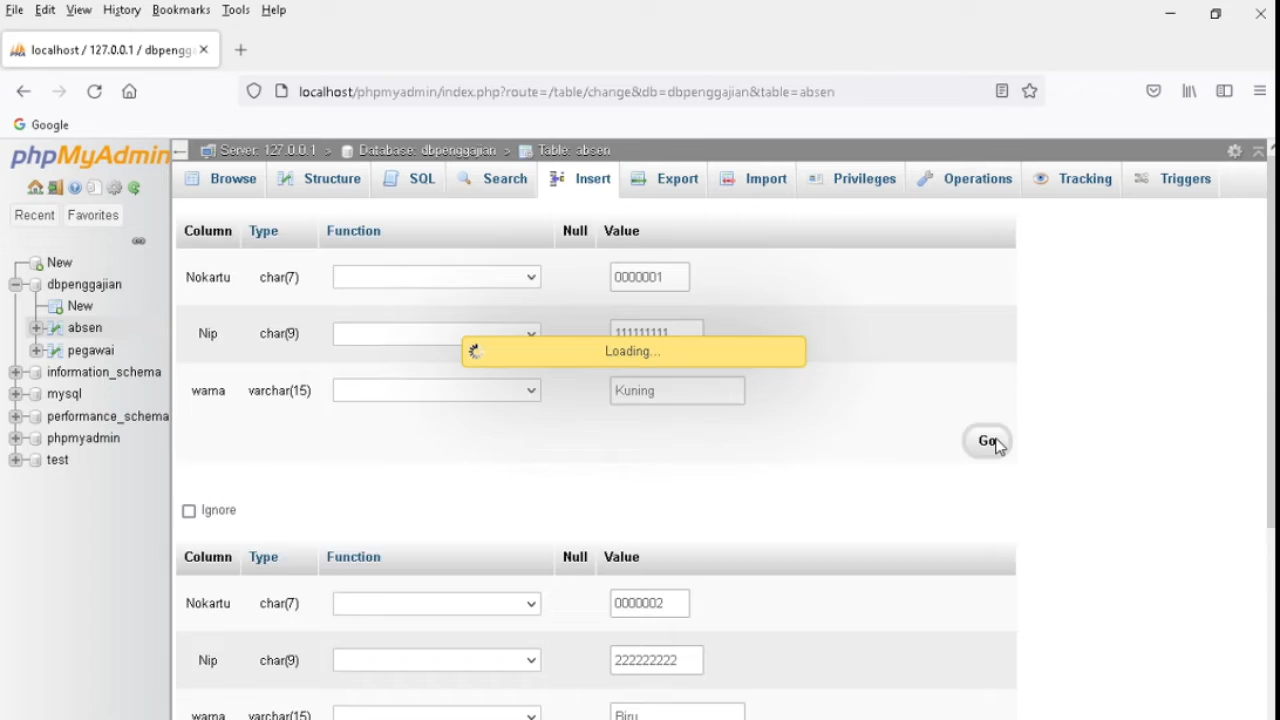 File Edit View History Bookmarks Tools Help
localhost / 127.0.0.1 / dbpengg
localhost/phpmyadmin/index.php?route=/table/change&db=dbpenggajian&table=absen
Google
phpMyAdmin
Server: 127.0.0.1 > Database: dbpenggajian > Table: absen
Browse Structure SQL Search Insert Export Import Privileges Operations Tracking Triggers
Recent Favorites
New
dbpenggajian
New
absen
pegawai
information_schema
mysql
performance_schema
phpmyadmin
test
Column Type Function Null Value
Nokartu char(7) 0000001
Nip char(9) 111111111
Loading...
warna varchar(15) Kuning
Go
Ignore
Column Type Function Null Value
Nokartu char(7) 0000002
Nip char(9) 222222222
warna varchar(15) Biru